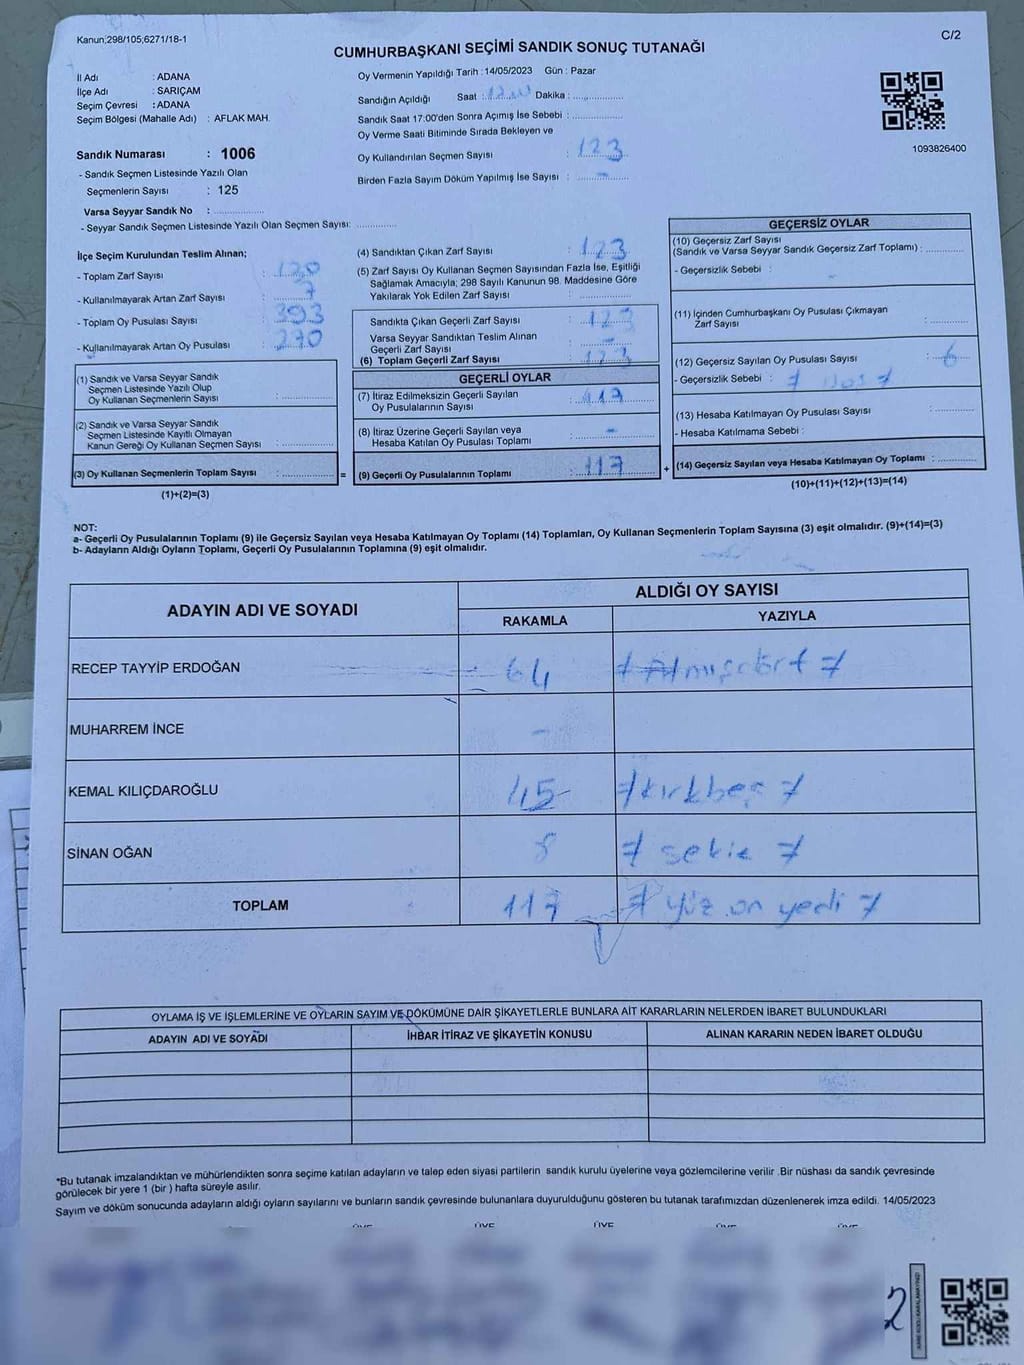 Kanun;298/105;6271/18-1
C/2
CUMHURBAŞKANI SEÇİMİ SANDIK SONUÇ TUTANAĞI
İl Adı : ADANA
İlçe Adı : SARIÇAM
Seçim Çevresi : ADANA
Seçim Bölgesi (Mahalle Adı) : AFLAK MAH.
Sandık Numarası : 1006
- Sandık Seçmen Listesinde Yazılı Olan
Seçmenlerin Sayısı : 125
Varsa Seyyar Sandık No :
- Seyyar Sandık Seçmen Listesinde Yazılı Olan Seçmen Sayısı:
Oy Vermenin Yapıldığı Tarih : 14/05/2023 Gün : Pazar
Sandığın Açıldığı Saat : Dakika :
Sandık Saat 17:00'den Sonra Açımış İse Sebebi :
Oy Verme Saati Bitiminde Sırada Bekleyen ve
Oy Kullandırılan Seçmen Sayısı : 123
Birden Fazla Sayım Döküm Yapılmış İse Sayısı : -
1093826400
İlçe Seçim Kurulundan Teslim Alınan;
- Toplam Zarf Sayısı : 130
- Kullanılmayarak Artan Zarf Sayısı : 7
- Toplam Oy Pusulası Sayısı : 393
- Kullanılmayarak Artan Oy Pusulası : 270
(1) Sandık ve Varsa Seyyar Sandık
Seçmen Listesinde Yazılı Olup
Oy Kullanan Seçmenlerin Sayısı :
(2) Sandık ve Varsa Seyyar Sandık
Seçmen Listesinde Kayıtlı Olmayan
Kanun Gereği Oy Kullanan Seçmen Sayısı :
(3) Oy Kullanan Seçmenlerin Toplam Sayısı : =
(1)+(2)=(3)
(4) Sandıktan Çıkan Zarf Sayısı : 123
(5) Zarf Sayısı Oy Kullanan Seçmen Sayısından Fazla İse, Eşitliği
Sağlamak Amacıyla; 298 Sayılı Kanunun 98. Maddesine Göre
Yakılarak Yok Edilen Zarf Sayısı :
Sandıkta Çıkan Geçerli Zarf Sayısı : 123
Varsa Seyyar Sandıktan Teslim Alınan
Geçerli Zarf Sayısı : -
(6) Toplam Geçerli Zarf Sayısı : 123
GEÇERLİ OYLAR
(7) İtiraz Edilmeksizin Geçerli Sayılan
Oy Pusulalarının Sayısı : 117
(8) İtiraz Üzerine Geçerli Sayılan ve
Hesaba Katılan Oy Pusulası Toplamı : -
(9) Geçerli Oy Pusulalarının Toplamı : 117 +
GEÇERSİZ OYLAR
(10) Geçersiz Zarf Sayısı
(Sandık ve Varsa Seyyar Sandık Geçersiz Zarf Toplamı) :
- Geçersizlik Sebebi : -
(11) İçinden Cumhurbaşkanı Oy Pusulası Çıkmayan
Zarf Sayısı :
(12) Geçersiz Sayılan Oy Pusulası Sayısı : 6
- Geçersizlik Sebebi :
(13) Hesaba Katılmayan Oy Pusulası Sayısı :
- Hesaba Katılmama Sebebi :
(14) Geçersiz Sayılan veya Hesaba Katılmayan Oy Toplamı :
(10)+(11)+(12)+(13)=(14)
NOT:
a- Geçerli Oy Pusulalarının Toplamı (9) ile Geçersiz Sayılan veya Hesaba Katılmayan Oy Toplamı (14) Toplamları, Oy Kullanan Seçmenlerin Toplam Sayısına (3) eşit olmalıdır. (9)+(14)=(3)
b- Adayların Aldığı Oyların Toplamı, Geçerli Oy Pusulalarının Toplamına (9) eşit olmalıdır.
ADAYIN ADI VE SOYADI ALDIĞI OY SAYISI
RAKAMLA YAZIYLA
RECEP TAYYİP ERDOĞAN 64 Altmışdört
MUHARREM İNCE -
KEMAL KILIÇDAROĞLU 45 kırkbeş
SİNAN OĞAN 8 sekiz
TOPLAM 117 yüz on yedi
OYLAMA İŞ VE İŞLEMLERİNE VE OYLARIN SAYIM VE DÖKÜMÜNE DAİR ŞİKAYETLERLE BUNLARA AİT KARARLARIN NELERDEN İBARET BULUNDUKLARI
ADAYIN ADI VE SOYADI İHBAR İTİRAZ VE ŞİKAYETİN KONUSU ALINAN KARARIN NEDEN İBARET OLDUĞU
*Bu tutanak imzalandıktan ve mühürlendikten sonra seçime katılan adayların ve talep eden siyasi partilerin sandık kurulu üyelerine veya gözlemcilerine verilir .Bir nüshası da sandık çevresinde
görülecek bir yere 1 (bir ) hafta süreyle asılır.
Sayım ve döküm sonucunda adayların aldığı oyların sayılarını ve bunların sandık çevresinde bulunanlara duyurulduğunu gösteren bu tutanak tarafımızdan düzenlenerek imza edildi. 14/05/2023
ÜYE ÜYE ÜYE ÜYE ÜYE
2